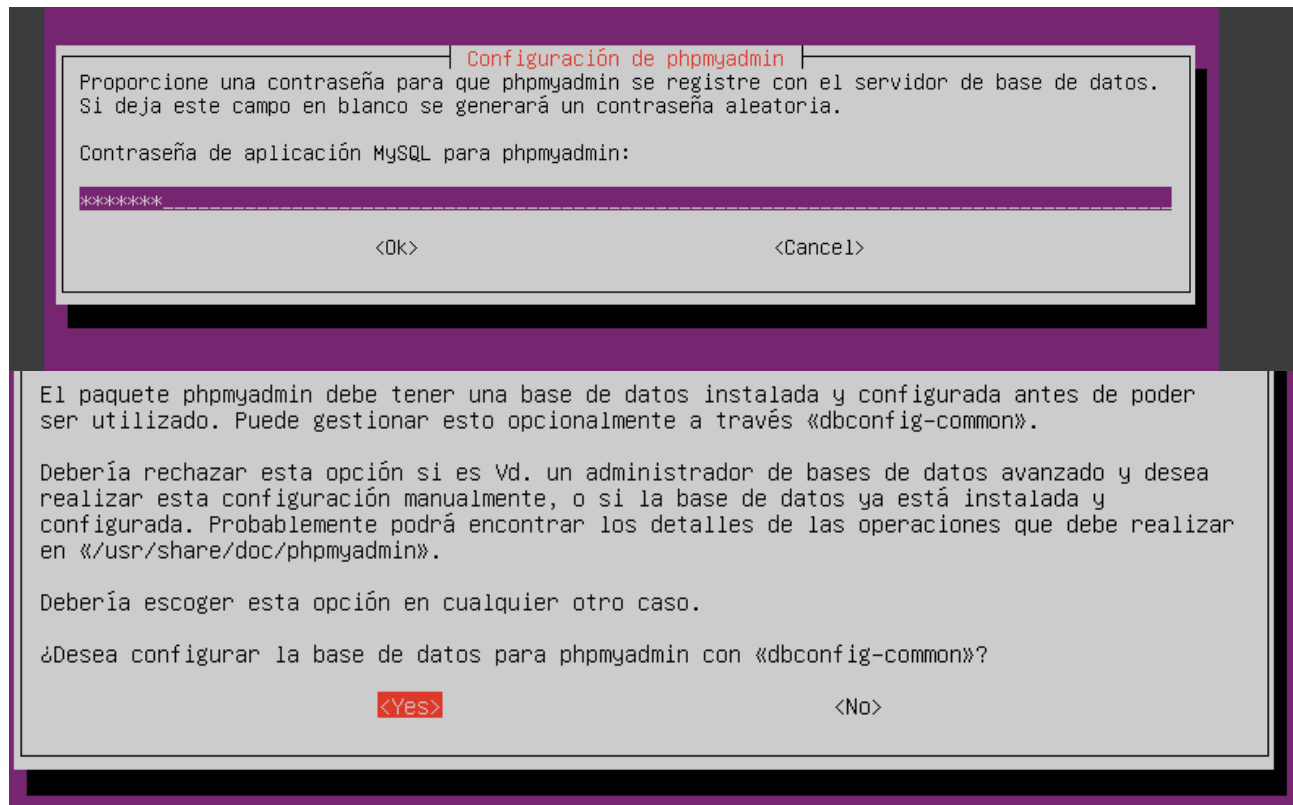 Configuración de phpmyadmin
Proporcione una contraseña para que phpmyadmin se registre con el servidor de base de datos.
Si deja este campo en blanco se generará un contraseña aleatoria.
Contraseña de aplicación MySQL para phpmyadmin:
*******
<Ok> <Cancel>
El paquete phpmyadmin debe tener una base de datos instalada y configurada antes de poder
ser utilizado. Puede gestionar esto opcionalmente a través «dbconfig-common».
Debería rechazar esta opción si es Vd. un administrador de bases de datos avanzado y desea
realizar esta configuración manualmente, o si la base de datos ya está instalada y
configurada. Probablemente podrá encontrar los detalles de las operaciones que debe realizar
en «/usr/share/doc/phpmyadmin».
Debería escoger esta opción en cualquier otro caso.
¿Desea configurar la base de datos para phpmyadmin con «dbconfig-common»?
<Yes> <No>